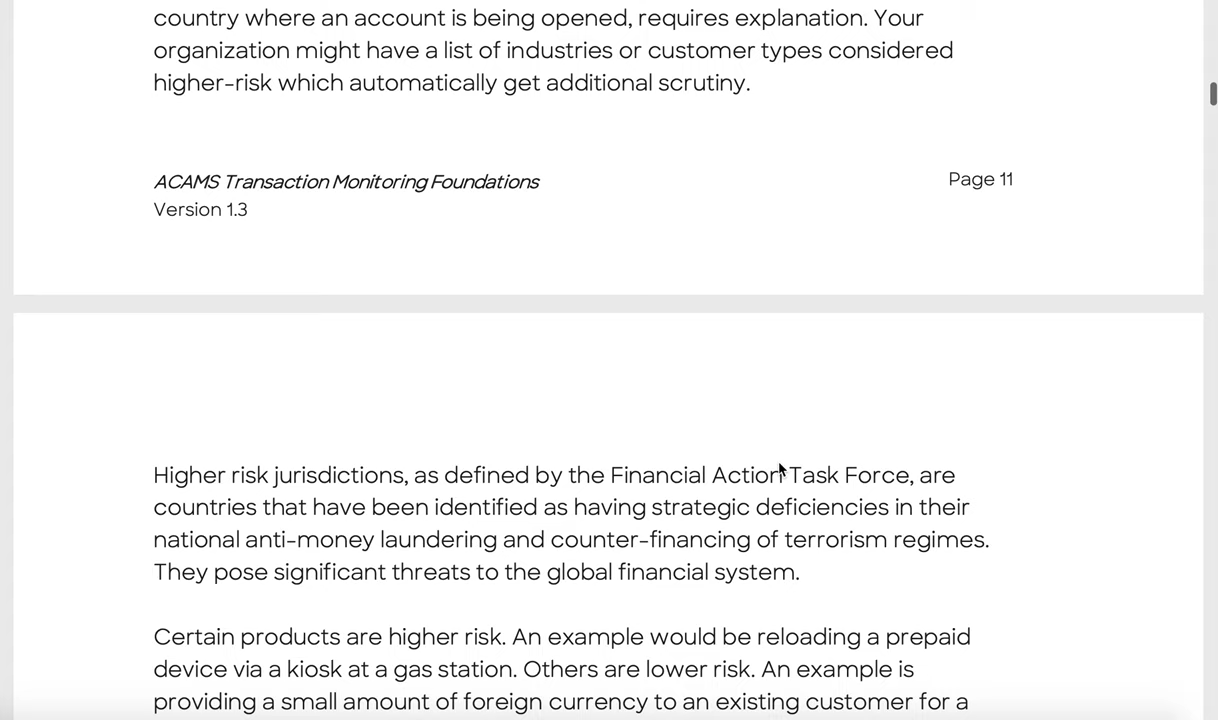 country where an account is being opened, requires explanation. Your
organization might have a list of industries or customer types considered
higher-risk which automatically get additional scrutiny.
ACAMS Transaction Monitoring Foundations
Page 11
Version 1.3
Higher risk jurisdictions, as defined by the Financial Action Task Force, are
countries that have been identified as having strategic deficiencies in their
national anti-money laundering and counter-financing of terrorism regimes.
They pose significant threats to the global financial system.
Certain products are higher risk. An example would be reloading a prepaid
device via a kiosk at a gas station. Others are lower risk. An example is
providing a small amount of foreign currency to an existing customer for a